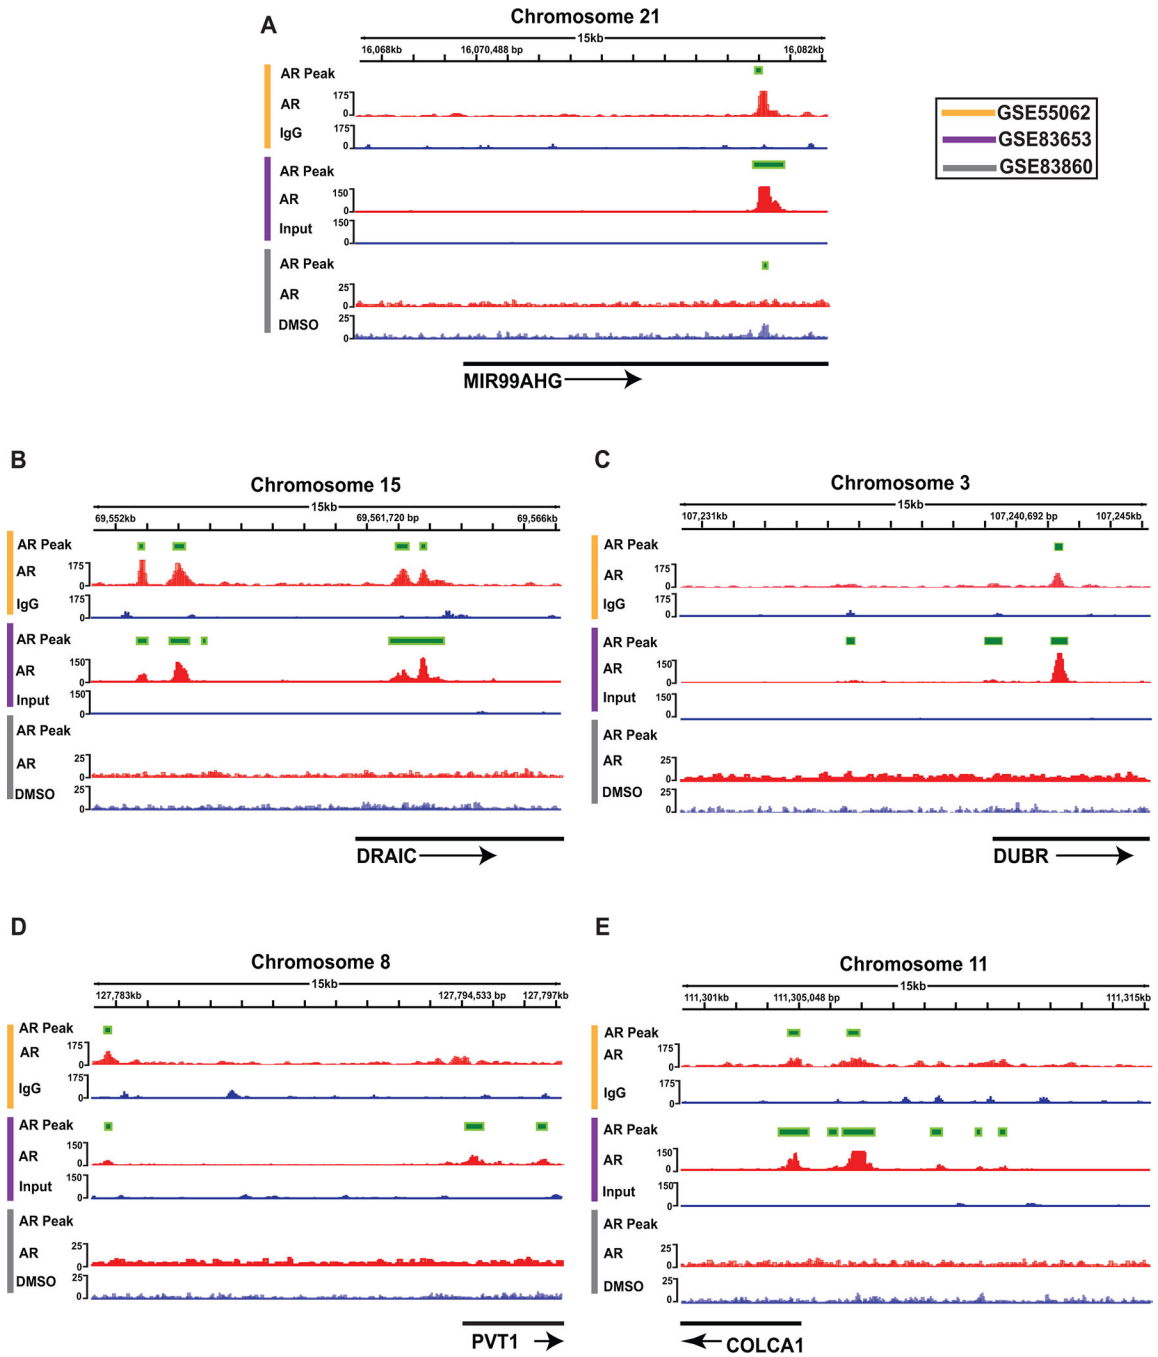 A
Chromosome 21
15kb
16,068kb 16,070,488 bp 16,082kb
AR Peak
AR 175 0
IgG 175 0
AR Peak
AR 150 0
Input 150 0
AR Peak
AR 25 0
DMSO 25 0
MIR99AHG
GSE55062
GSE83653
GSE83860
B
Chromosome 15
15kb
69,552kb 69,561,720 bp 69,566kb
AR Peak
AR 175 0
IgG 175 0
AR Peak
AR 150 0
Input 150 0
AR Peak
AR 25 0
DMSO 25 0
DRAIC
C
Chromosome 3
15kb
107,231kb 107,240,692 bp 107,245kb
AR Peak
AR 175 0
IgG 175 0
AR Peak
AR 150 0
Input 150 0
AR Peak
AR 25 0
DMSO 25 0
DUBR
D
Chromosome 8
15kb
127,783kb 127,794,533 bp 127,797kb
AR Peak
AR 175 0
IgG 175 0
AR Peak
AR 150 0
Input 150 0
AR Peak
AR 25 0
DMSO 25 0
PVT1
E
Chromosome 11
15kb
111,301kb 111,305,048 bp 111,315kb
AR Peak
AR 175 0
IgG 175 0
AR Peak
AR 150 0
Input 150 0
AR Peak
AR 25 0
DMSO 25 0
COLCA1